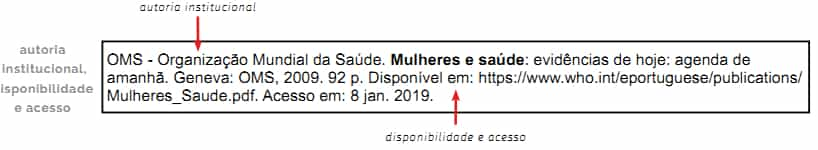 autoria institucional
autoria
institucional,
isponibilidade
e acesso
OMS - Organização Mundial da Saúde. Mulheres e saúde: evidências de hoje: agenda de
amanhã. Geneva: OMS, 2009. 92 p. Disponível em: https://www.who.int/eportuguese/publications/
Mulheres_Saude.pdf. Acesso em: 8 jan. 2019.
disponibilidade e acesso